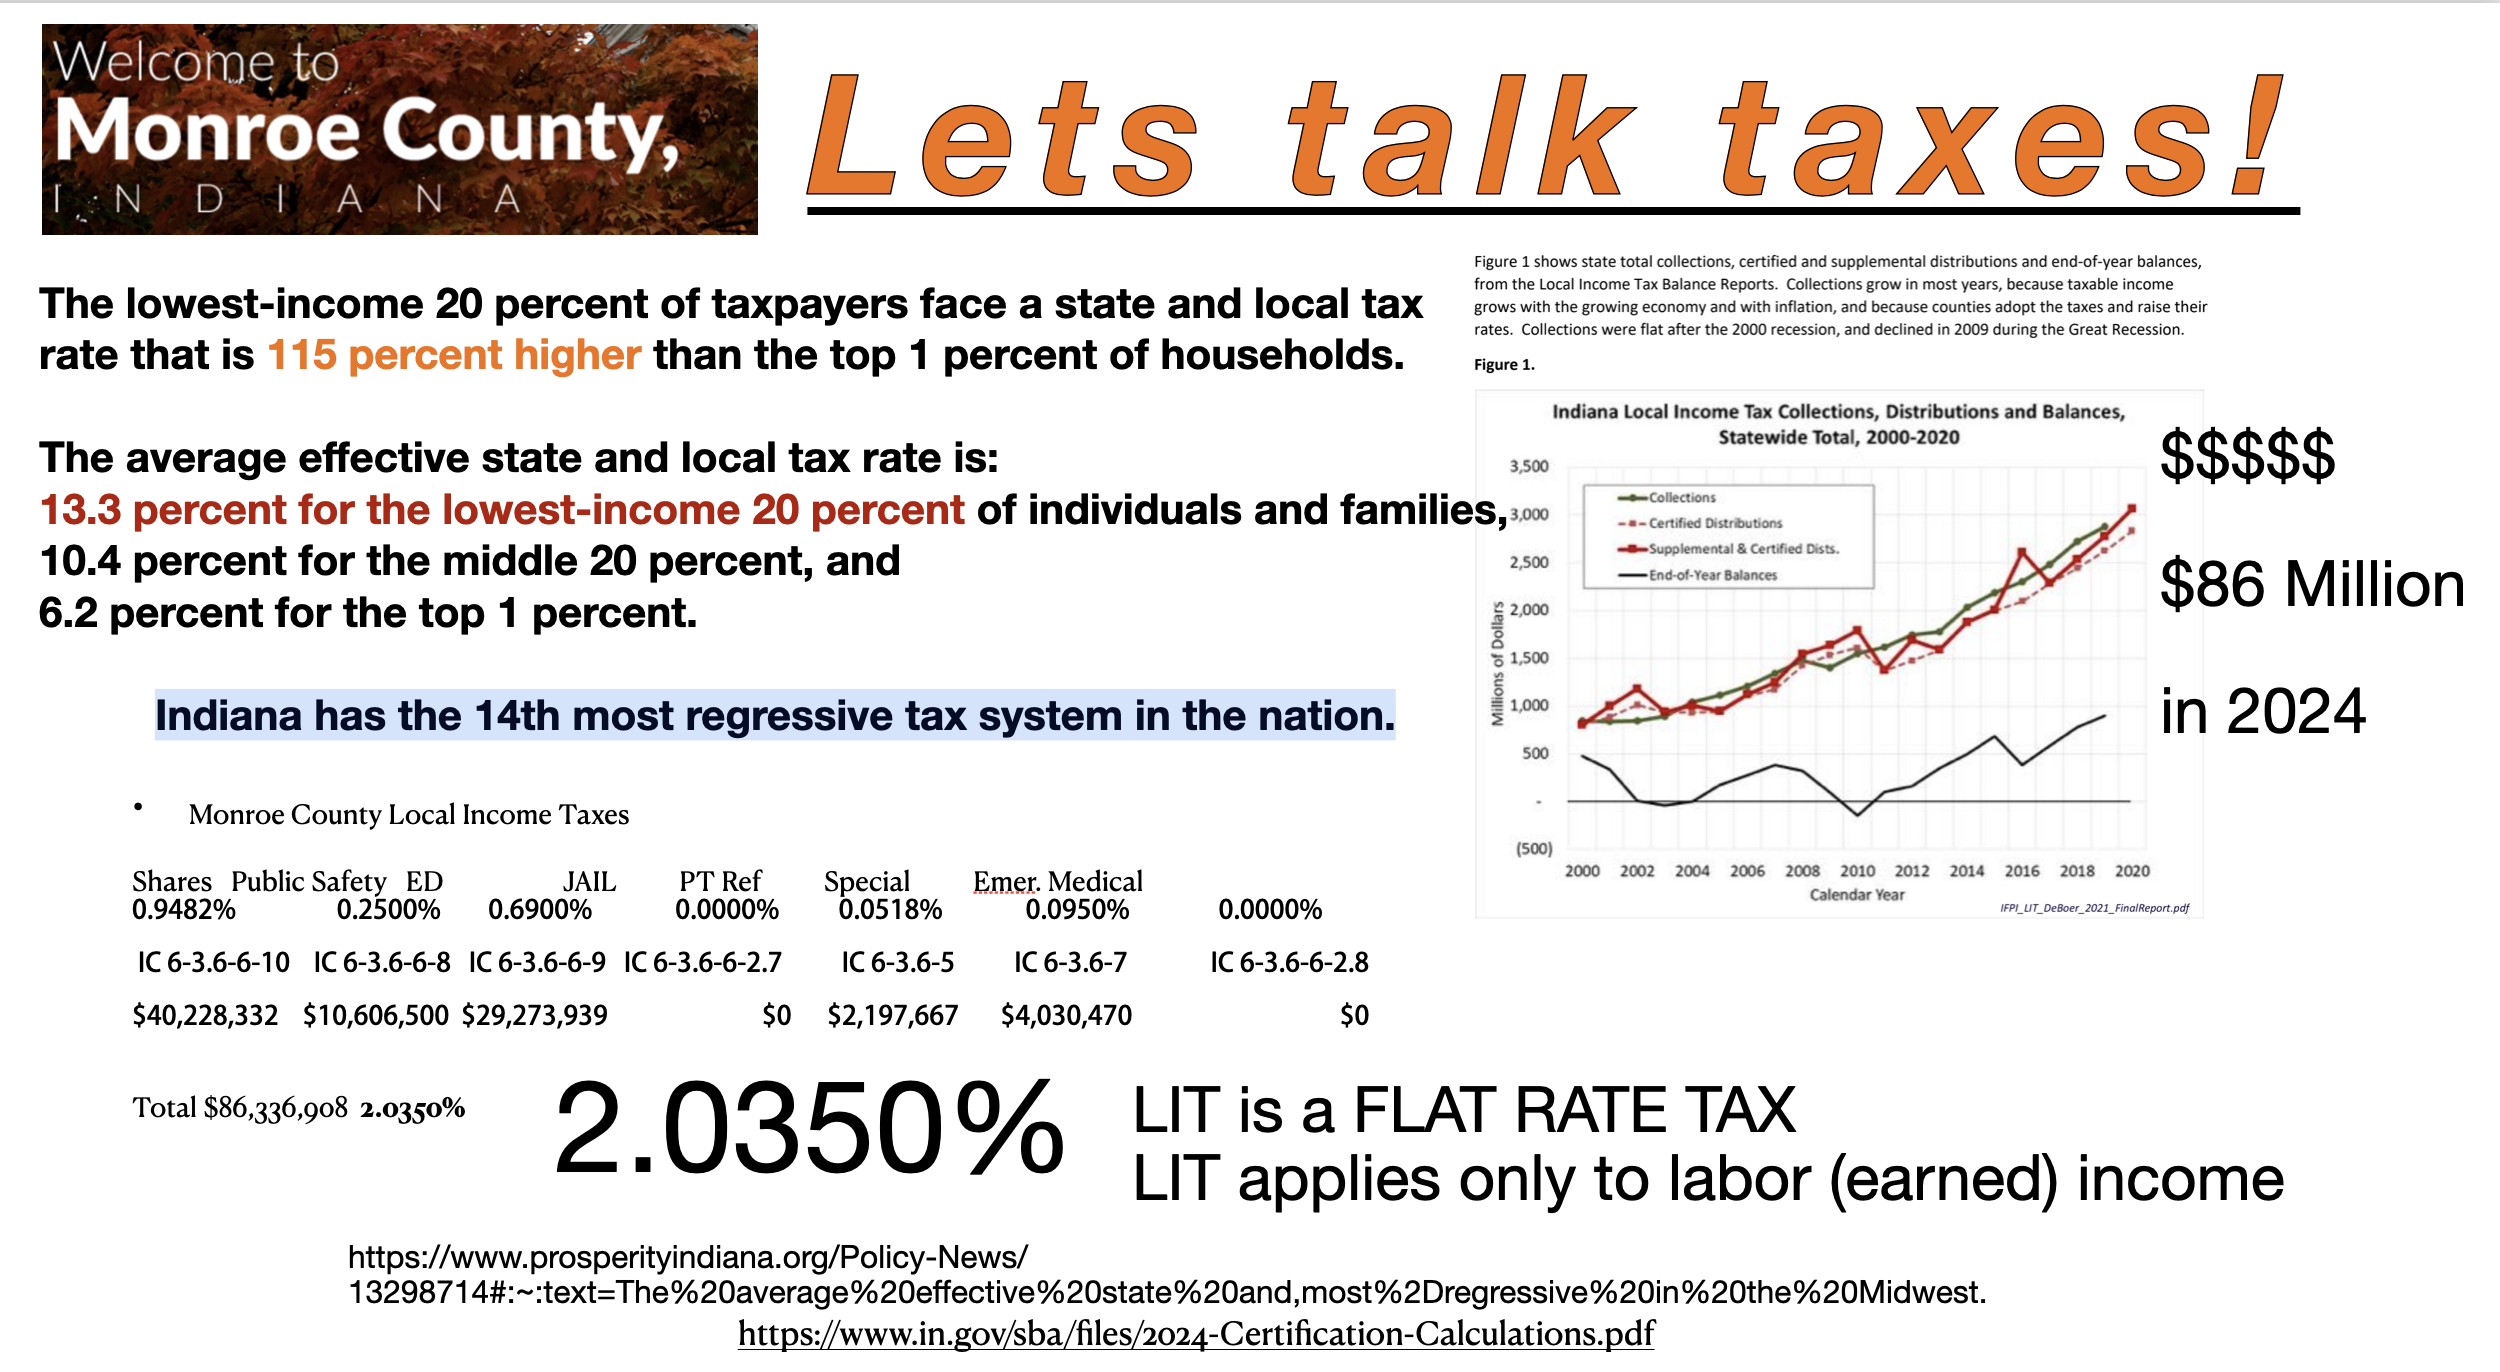 Welcome to
Monroe County,
INDIANA
Lets talk taxes!
The lowest-income 20 percent of taxpayers face a state and local tax
rate that is 115 percent higher than the top 1 percent of households.
The average effective state and local tax rate is:
13.3 percent for the lowest-income 20 percent of individuals and families,
10.4 percent for the middle 20 percent, and
6.2 percent for the top 1 percent.
Indiana has the 14th most regressive tax system in the nation.
Figure 1 shows state total collections, certified and supplemental distributions and end-of-year balances,
from the Local Income Tax Balance Reports. Collections grow in most years, because taxable income
grows with the growing economy and with inflation, and because counties adopt the taxes and raise their
rates. Collections were flat after the 2000 recession, and declined in 2009 during the Great Recession.
Figure 1.
Indiana Local Income Tax Collections, Distributions and Balances,
Statewide Total, 2000-2020
3,500
3,000
2,500
2,000
1,500
1,000
500
-
(500)
Millions of Dollars
Collections
Certified Distributions
Supplemental & Certified Dists.
End-of-Year Balances
2000 2002 2004 2006 2008 2010 2012 2014 2016 2018 2020
Calendar Year
IFPI_LIT_DeBoer_2021_FinalReport.pdf
$$$$$
$86 Million
in 2024
• Monroe County Local Income Taxes
Shares Public Safety ED JAIL PT Ref Special Emer. Medical
0.9482% 0.2500% 0.6900% 0.0000% 0.0518% 0.0950% 0.0000%
IC 6-3.6-6-10 IC 6-3.6-6-8 IC 6-3.6-6-9 IC 6-3.6-6-2.7 IC 6-3.6-5 IC 6-3.6-7 IC 6-3.6-6-2.8
$40,228,332 $10,606,500 $29,273,939 $0 $2,197,667 $4,030,470 $0
Total $86,336,908 2.0350%
2.0350%
LIT is a FLAT RATE TAX
LIT applies only to labor (earned) income
https://www.prosperityindiana.org/Policy-News/
13298714#:~:text=The%20average%20effective%20state%20and,most%2Dregressive%20in%20the%20Midwest.
https://www.in.gov/sba/files/2024-Certification-Calculations.pdf